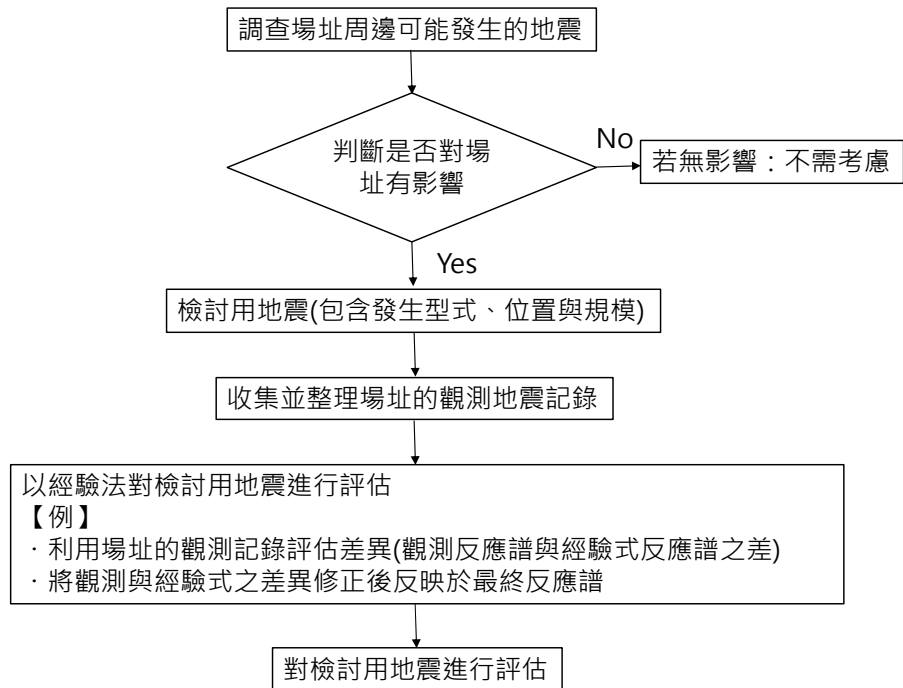 調查場址周邊可能發生的地震
判斷是否對場
址有影響
No
若無影響：不需考慮
Yes
檢討用地震(包含發生型式、位置與規模)
收集並整理場址的觀測地震記錄
以經驗法對檢討用地震進行評估
【例】
．利用場址的觀測記錄評估差異(觀測反應譜與經驗式反應譜之差)
．將觀測與經驗式之差異修正後反映於最終反應譜
對檢討用地震進行評估